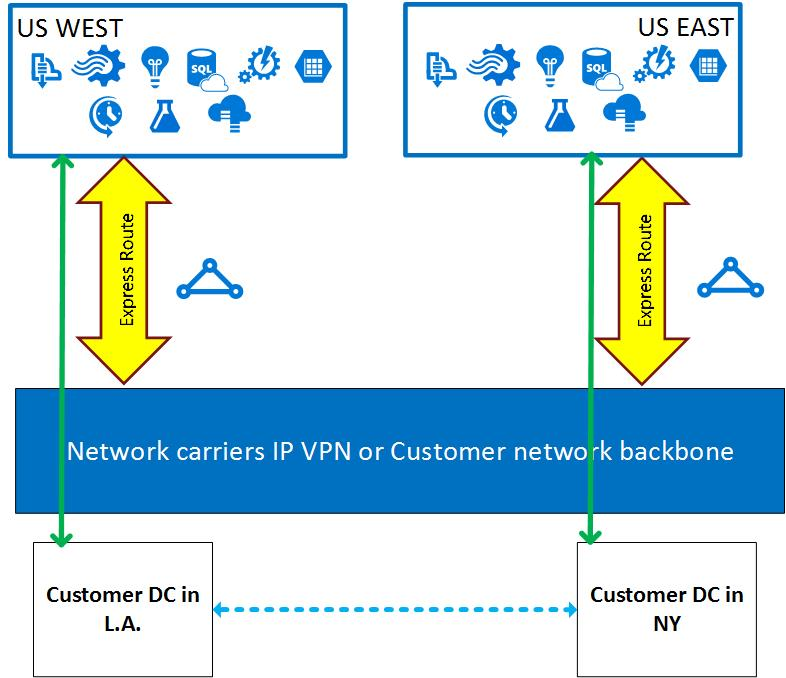 US WEST
US EAST
SQL
SQL
Express Route
Express Route
Network carriers IP VPN or Customer network backbone
Customer DC in
L.A.
Customer DC in
NY